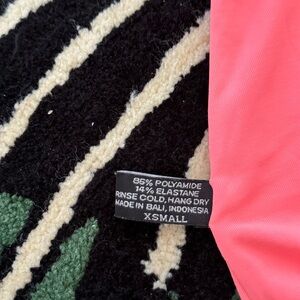 86% POLYAMIDE
14% ELASTANE
RINSE COLD, HANG DRY
MADE IN BALI, INDONESIA
XSMALL